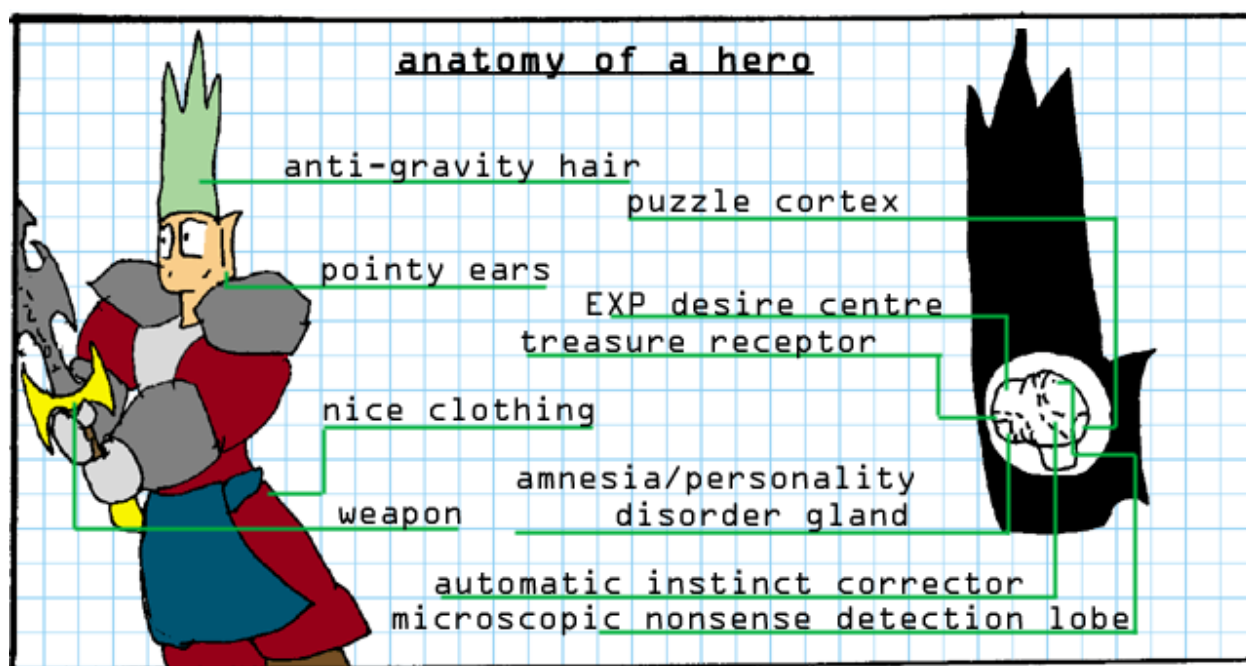 anatomy of a hero
anti-gravity hair
puzzle cortex
pointy ears
EXP desire centre
treasure receptor
nice clothing
amnesia/personality
disorder gland
weapon
automatic instinct corrector
microscopic nonsense detection lobe